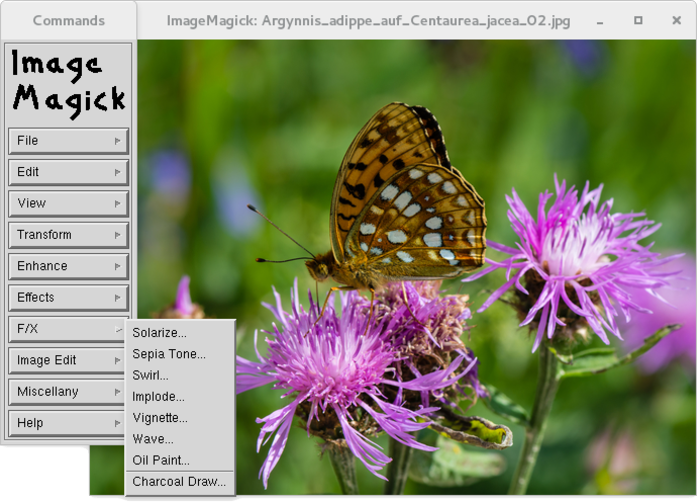 Commands
ImageMagick: Argynnis_adippe_auf_Centaurea_jacea_02.jpg
Image
Magick
File
Edit
View
Transform
Enhance
Effects
F/X
Image Edit
Miscellany
Help
Solarize...
Sepia Tone...
Swirl...
Implode...
Vignette...
Wave...
Oil Paint...
Charcoal Draw...